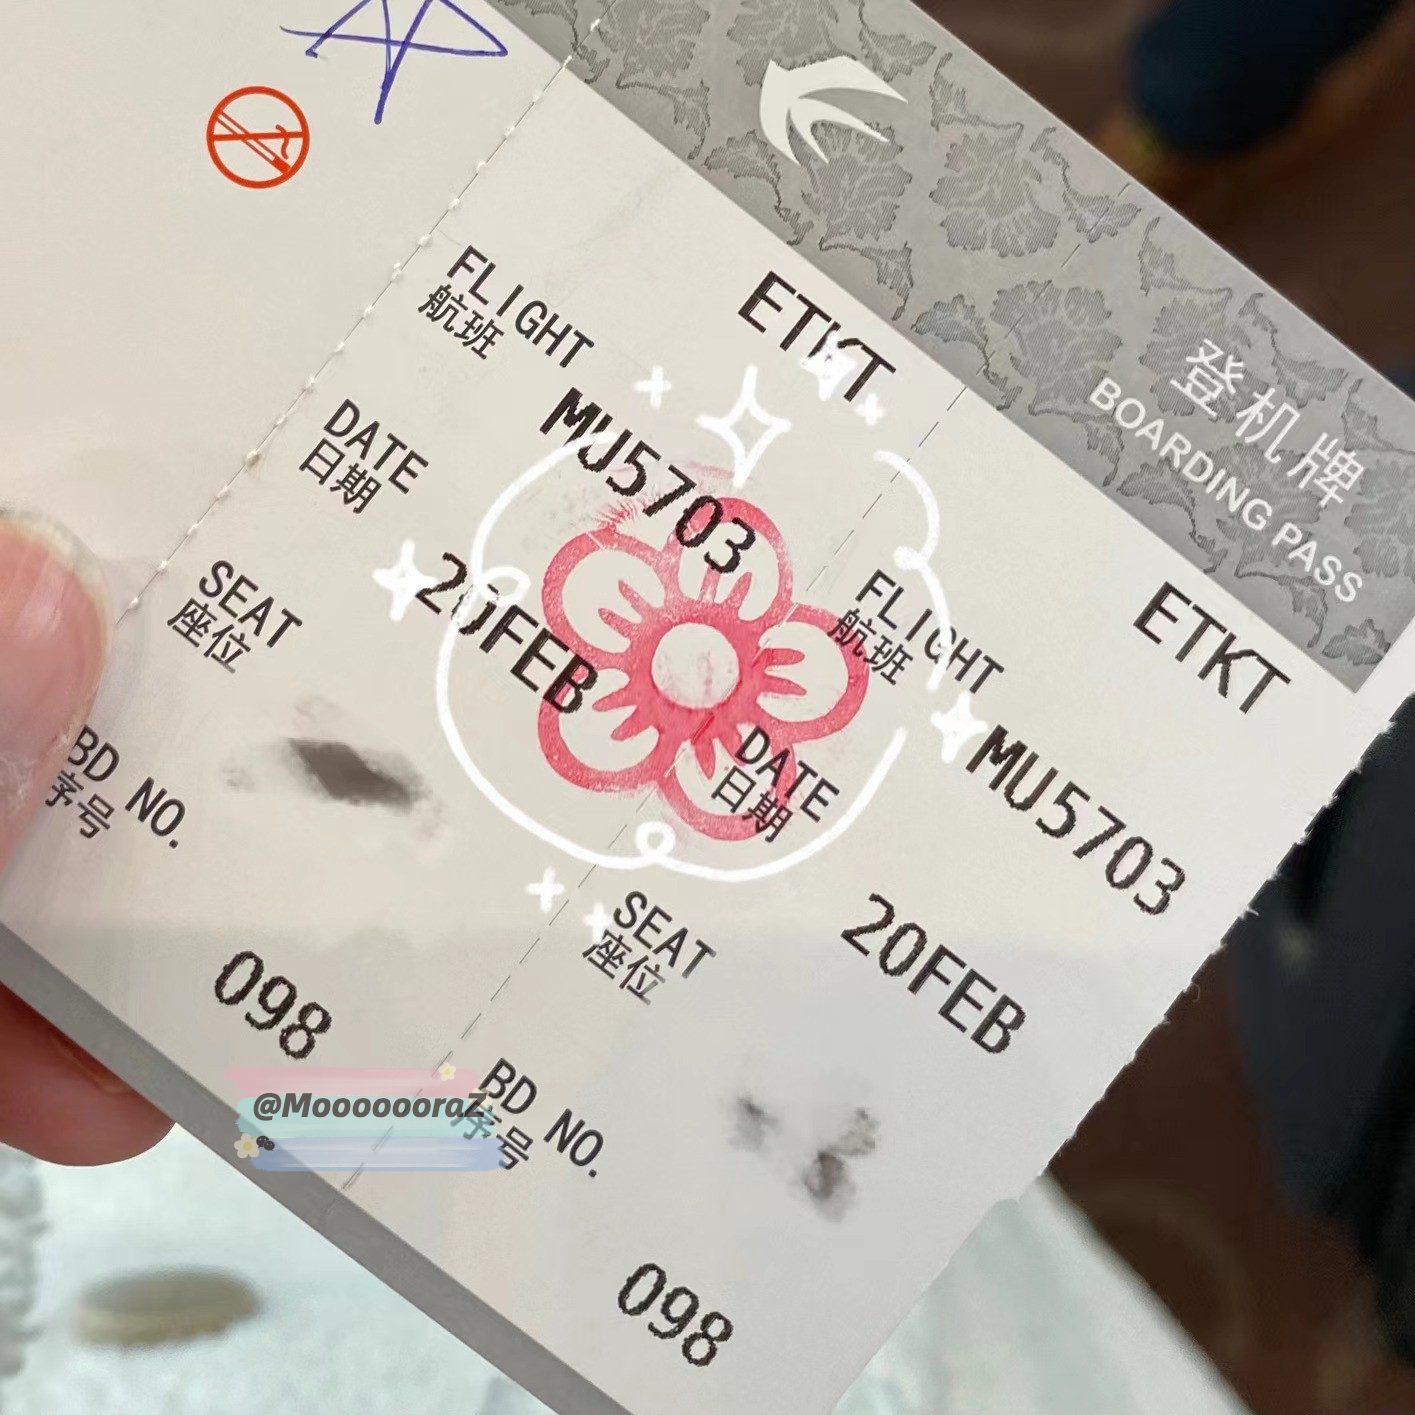 登机牌
BOARDING PASS
ETKT
FLIGHT
航班
MU5703
DATE
日期
20FEB
SEAT
座位
BD NO.
序号
098
ETKT
FLIGHT
航班
MU5703
DATE
日期
20FEB
SEAT
座位
BD NO.
序号
098
@MoooooooraZ